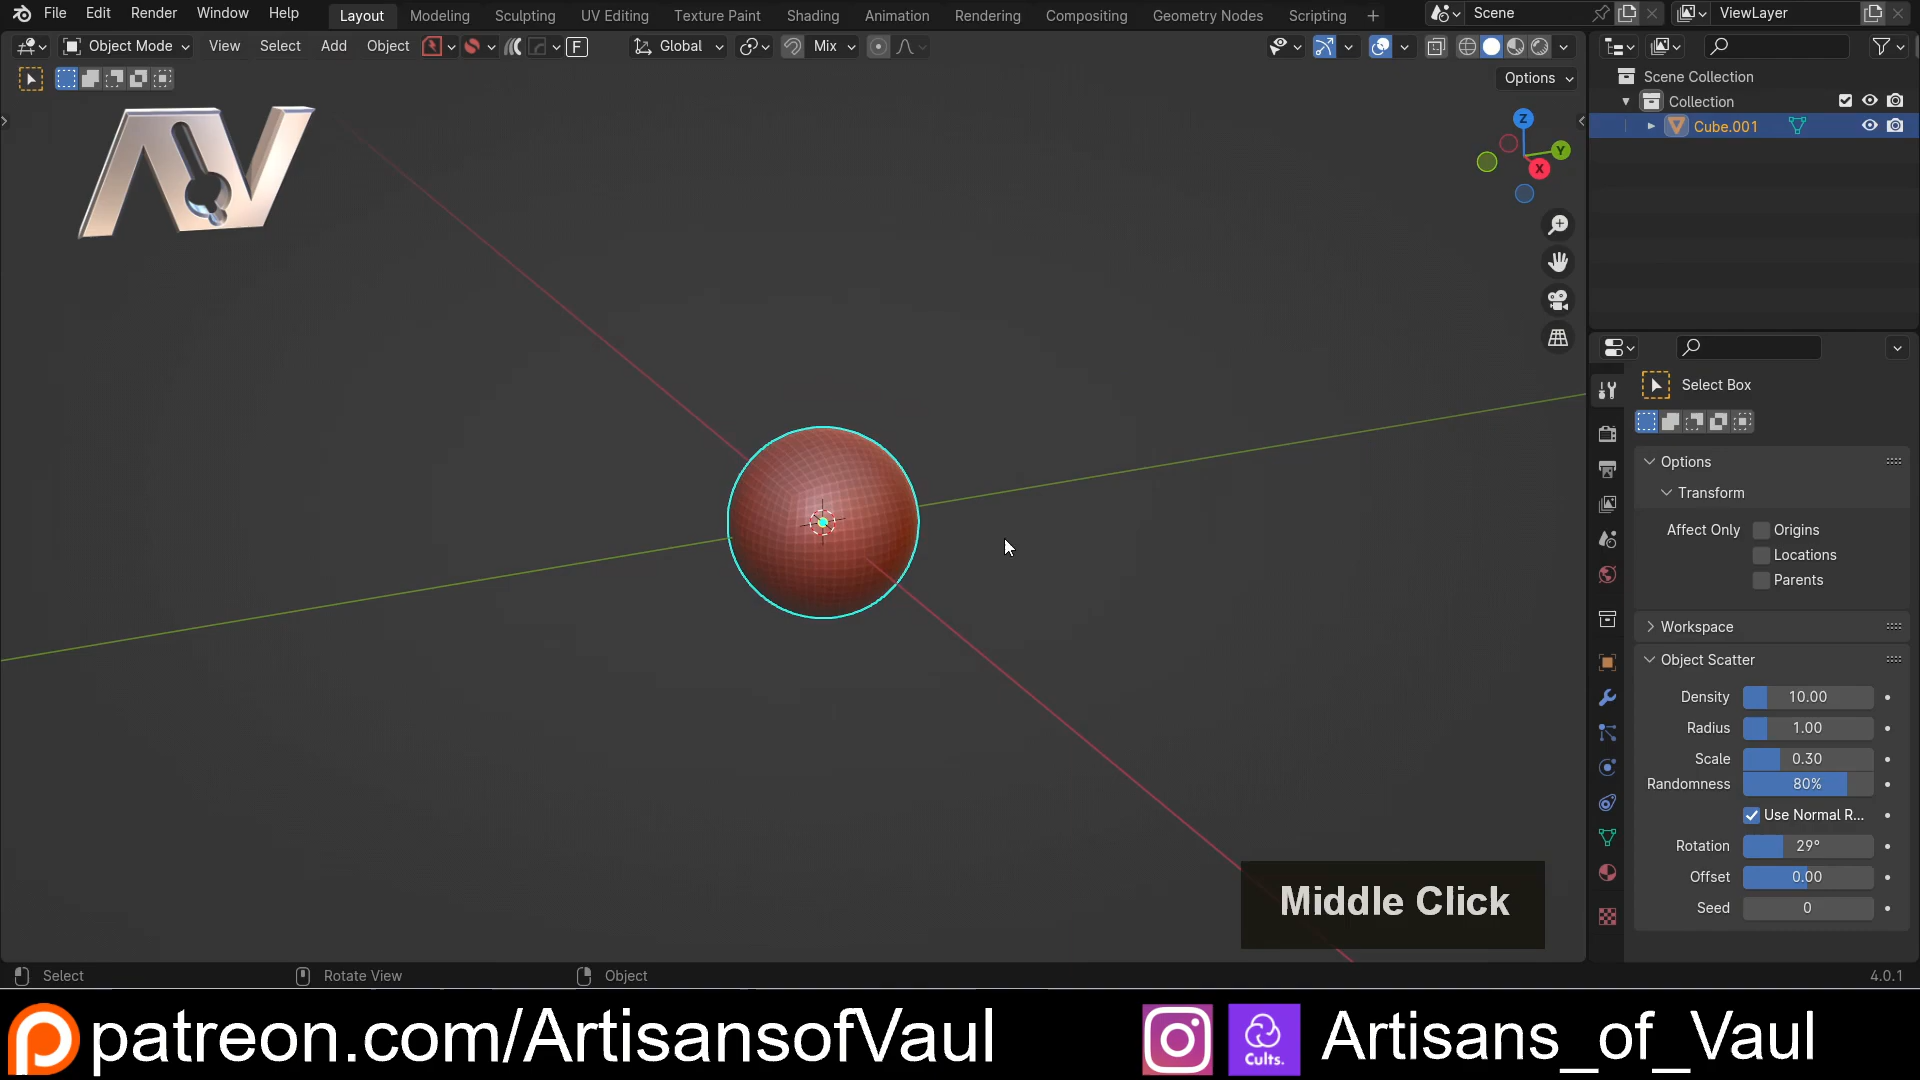 File Edit Render Window Help Layout Modeling Sculpting UV Editing Texture Paint Shading Animation Rendering Compositing Geometry Nodes Scripting + Scene ViewLayer
Object Mode View Select Add Object F Global Mix
Options
Scene Collection
Collection
Cube.001
Z
Y
X
Select Box
Options
Transform
Affect Only Origins
Locations
Parents
Workspace
Object Scatter
Density 10.00
Radius 1.00
Scale 0.30
Randomness 80%
Use Normal R...
Rotation 29°
Offset 0.00
Seed 0
Middle Click
Select Rotate View Object 4.0.1
patreon.com/ArtisansofVaul Cults. Artisans_of_Vaul